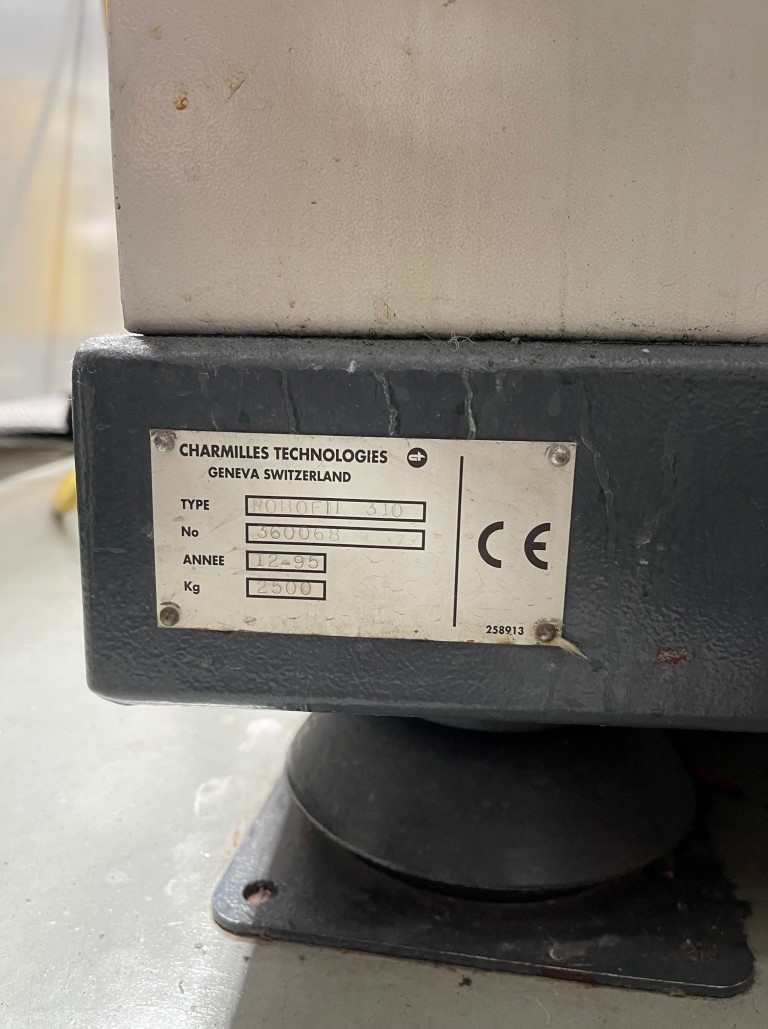 CHARMILLES TECHNOLOGIES
GENEVA SWITZERLAND
TYPE ROBOFIL 310
No 360068
ANNEE 12-95
Kg 2500
CE
258913